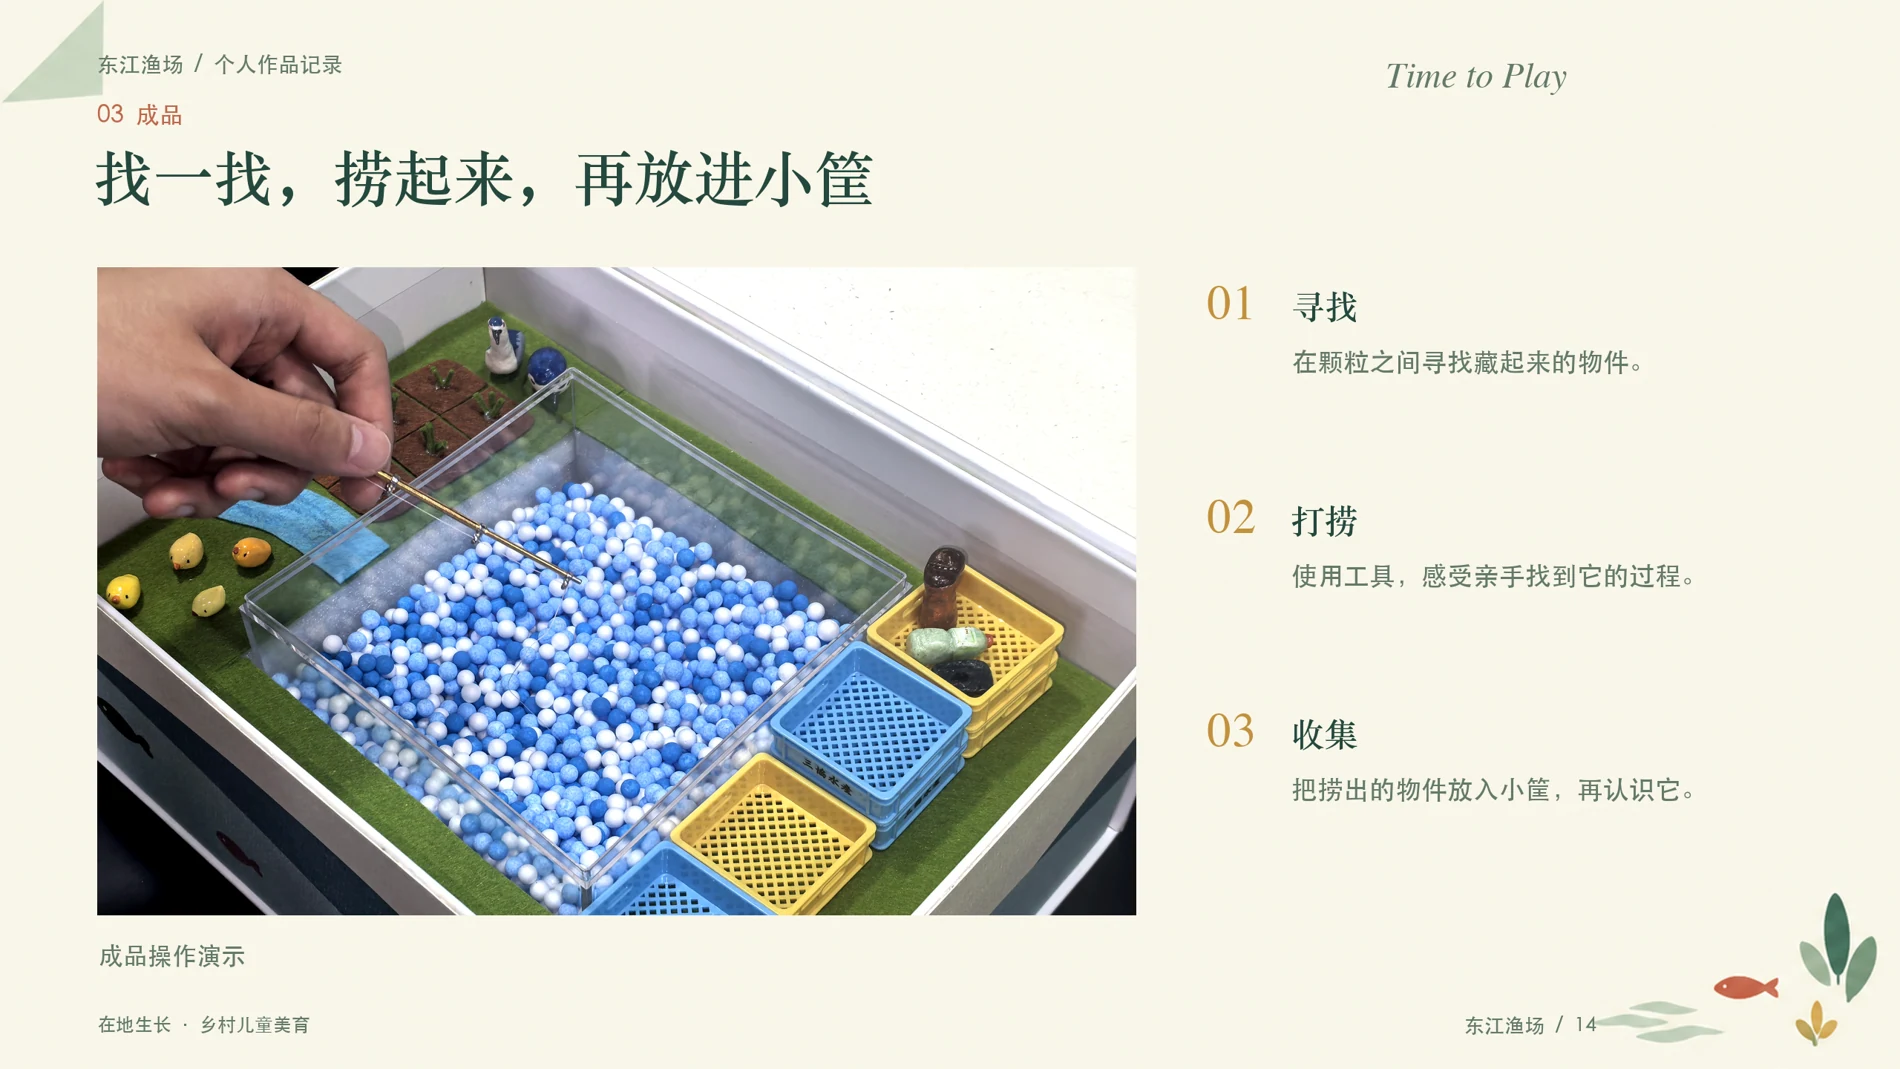 东江渔场 / 个人作品记录
Time to Play
03 成品
找一找，捞起来，再放进小筐
01 寻找
在颗粒之间寻找藏起来的物件。
02 打捞
使用工具，感受亲手找到它的过程。
03 收集
把捞出的物件放入小筐，再认识它。
成品操作演示
在地生长 · 乡村儿童美育
东江渔场 / 14